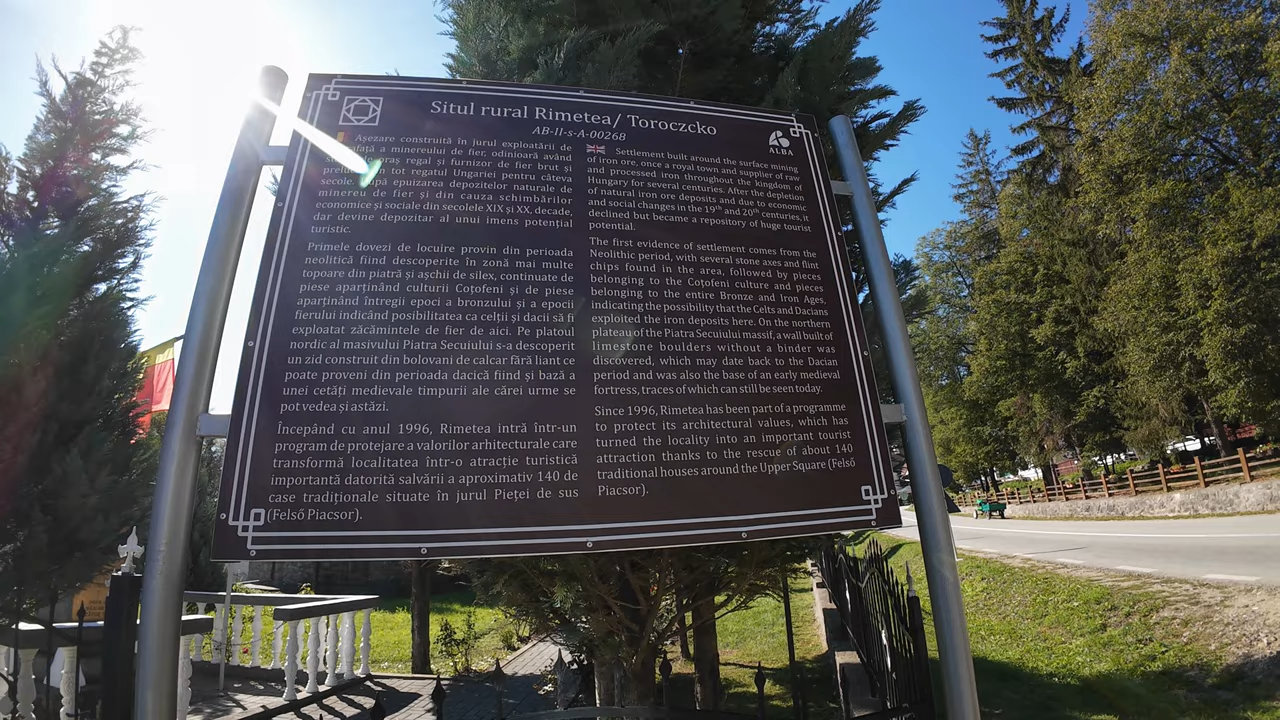 Situl rural Rimetea/ Toroczcko
AB-II-s-A-00268
Așezare construită în jurul exploatării de
a minereului de fier, odinioară având
oraș regal și furnizor de fier brut și
în tot regatul Ungariei pentru câteva
secole. După epuizarea depozitelor naturale de
minereu de fier și din cauza schimbărilor
economice și sociale din secolele XIX și XX, decade,
dar devine depozitar al unui imens potențial
turistic.
Primele dovezi de locuire provin din perioada
neolitică fiind descoperite în zonă mai multe
topoare din piatră și așchii de silex, continuate de
piese aparținând culturii Coțofeni și de piese
aparținând întregii epoci a bronzului și a epocii
fierului indicând posibilitatea ca celții și dacii să fi
exploatat zăcămintele de fier de aici. Pe platoul
nordic al masivului Piatra Secuiului s-a descoperit
un zid construit din bolovani de calcar fără liant ce
poate proveni din perioada dacică fiind și bază a
unei cetăți medievale timpurii ale cărei urme se
pot vedea și astăzi.
Începând cu anul 1996, Rimetea intră într-un
program de protejare a valorilor arhitecturale care
transformă localitatea într-o atracție turistică
importantă datorită salvării a aproximativ 140 de
case tradiționale situate în jurul Pieței de sus
(Felső Piacsor).
ALBA
Settlement built around the surface mining
of iron ore, once a royal town and supplier of raw
and processed iron throughout the kingdom of
Hungary for several centuries. After the depletion
of natural iron ore deposits and due to economic
and social changes in the 19th and 20th centuries, it
declined but became a repository of huge tourist
potential.
The first evidence of settlement comes from the
Neolithic period, with several stone axes and flint
chips found in the area, followed by pieces
belonging to the Coțofeni culture and pieces
belonging to the entire Bronze and Iron Ages,
indicating the possibility that the Celts and Dacians
exploited the iron deposits here. On the northern
plateau of the Piatra Secuiului massif, a wall built of
limestone boulders without a binder was
discovered, which may date back to the Dacian
period and was also the base of an early medieval
fortress, traces of which can still be seen today.
Since 1996, Rimetea has been part of a programme
to protect its architectural values, which has
turned the locality into an important tourist
attraction thanks to the rescue of about 140
traditional houses around the Upper Square (Felső
Piacsor).